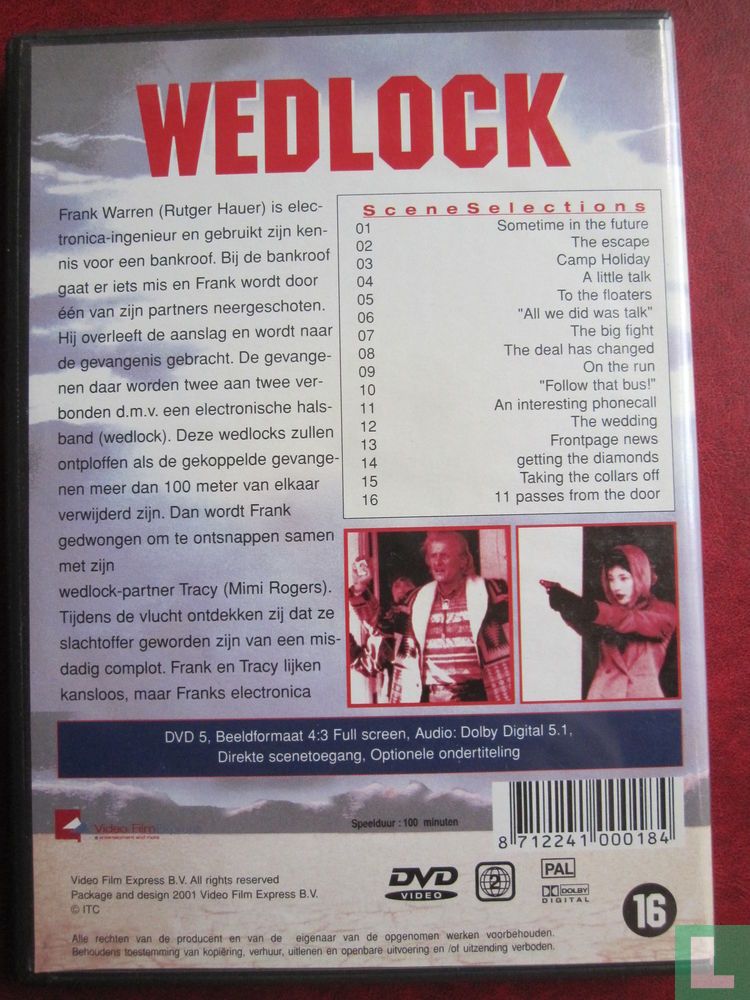 WEDLOCK
Frank Warren (Rutger Hauer) is elec-
tronica-ingenieur en gebruikt zijn ken-
nis voor een bankroof. Bij de bankroof
gaat er iets mis en Frank wordt door
één van zijn partners neergeschoten.
Hij overleeft de aanslag en wordt naar
de gevangenis gebracht. De gevange-
nen daar worden twee aan twee ver-
bonden d.m.v. een electronische hals-
band (wedlock). Deze wedlocks zullen
ontploffen als de gekoppelde gevange-
nen meer dan 100 meter van elkaar
verwijderd zijn. Dan wordt Frank
gedwongen om te ontsnappen samen
met zijn
wedlock-partner Tracy (Mimi Rogers).
Tijdens de vlucht ontdekken zij dat ze
slachtoffer geworden zijn van een mis-
dadig complot. Frank en Tracy lijken
kansloos, maar Franks electronica
SceneSelections
01 Sometime in the future
02 The escape
03 Camp Holiday
04 A little talk
05 To the floaters
06 "All we did was talk"
07 The big fight
08 The deal has changed
09 On the run
10 "Follow that bus!"
11 An interesting phonecall
12 The wedding
13 Frontpage news
14 getting the diamonds
15 Taking the collars off
16 11 passes from the door
DVD 5, Beeldformaat 4:3 Full screen, Audio: Dolby Digital 5.1,
Direkte scenetoegang, Optionele ondertiteling
Video Film
Speelduur : 100 minuten
8 712241 000184
Video Film Express B.V. All rights reserved
Package and design 2001 Video Film Express B.V.
© ITC
DVD
VIDEO
2
PAL
DOLBY
DIGITAL
16
Alle rechten van de producent en van de eigenaar van de opgenomen werken voorbehouden.
Behoudens toestemming van kopiëring, verhuur, uitlenen en openbare uitvoering en /of uitzending verboden.
L